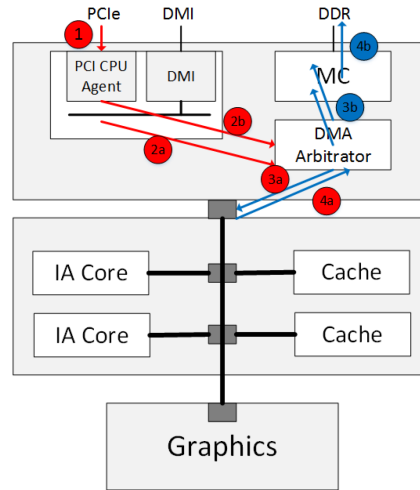 PCIe
DMI
DDR
1
4b
PCI CPU
Agent
DMI
MC
3b
2b
DMA
Arbitrator
2a
3a
4a
IA Core
Cache
IA Core
Cache
Graphics